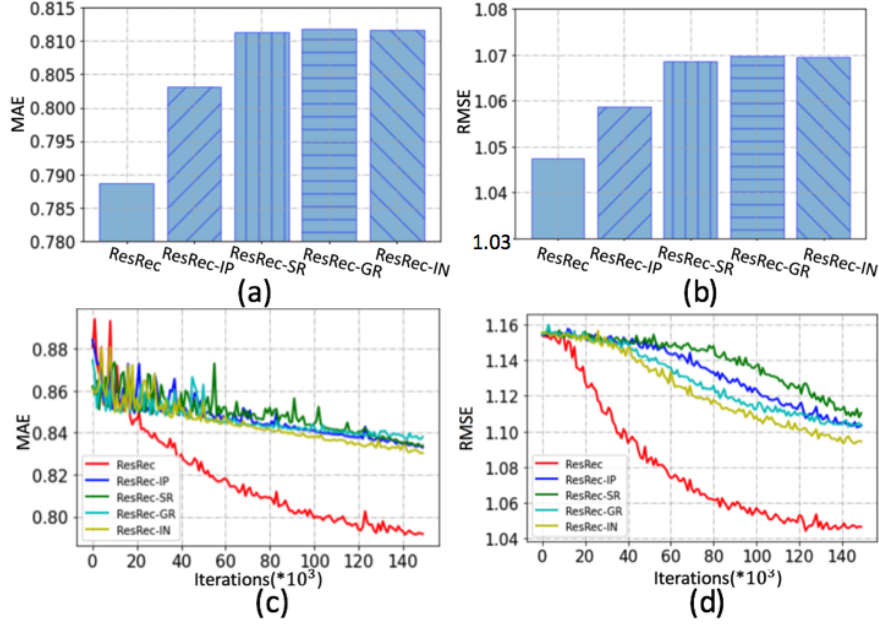 0.815
0.810
0.805
0.800
0.795
0.790
0.785
0.780
MAE
ResRec
ResRec-IP
ResRec-SR
ResRec-GR
ResRec-IN
(a)
1.08
1.07
1.06
1.05
1.04
1.03
RMSE
ResRec
ResRec-IP
ResRec-SR
ResRec-GR
ResRec-IN
(b)
0.88
0.86
0.84
0.82
0.80
MAE
ResRec
ResRec-IP
ResRec-SR
ResRec-GR
ResRec-IN
0 20 40 60 80 100 120 140
Iterations(*10³)
(c)
1.16
1.14
1.12
1.10
1.08
1.06
1.04
RMSE
ResRec
ResRec-IP
ResRec-SR
ResRec-GR
ResRec-IN
0 20 40 60 80 100 120 140
Iterations(*10³)
(d)